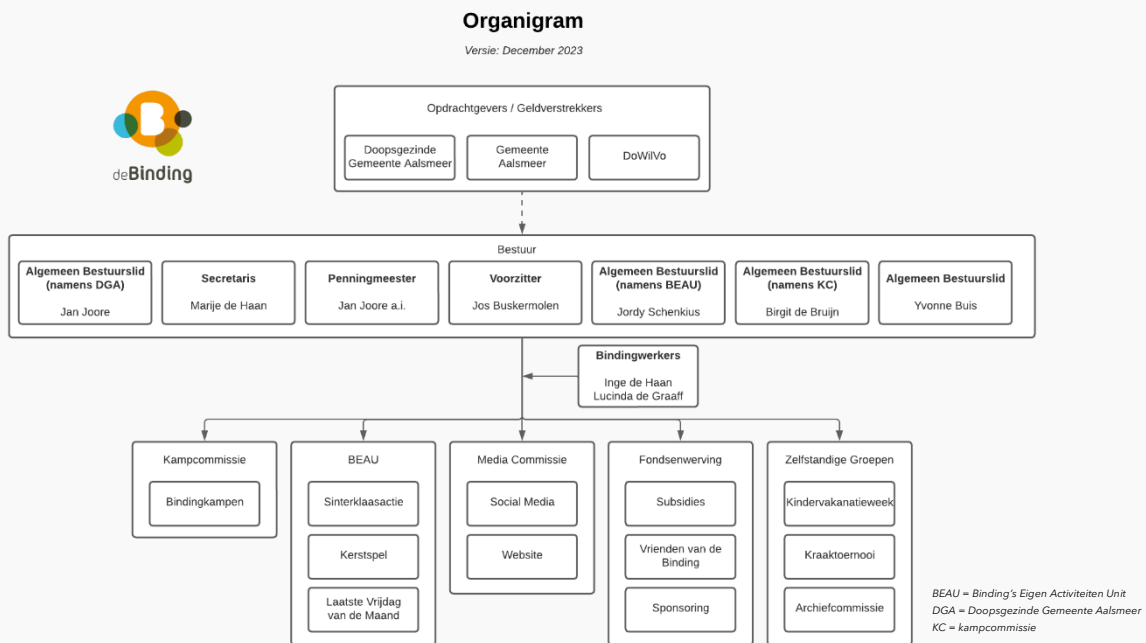 Organigram
Versie: December 2023
B
deBinding
Opdrachtgevers / Geldverstrekkers
Doopsgezinde
Gemeente Aalsmeer
Gemeente
Aalsmeer
DoWilVo
Bestuur
Algemeen Bestuurslid
(namens DGA)
Jan Joore
Secretaris
Marije de Haan
Penningmeester
Jan Joore a.i.
Voorzitter
Jos Buskermolen
Algemeen Bestuurslid
(namens BEAU)
Jordy Schenkius
Algemeen Bestuurslid
(namens KC)
Birgit de Bruijn
Algemeen Bestuurslid
Yvonne Buis
Bindingwerkers
Inge de Haan
Lucinda de Graaff
Kampcommissie
Bindingkampen
BEAU
Sinterklaasactie
Kerstspel
Laatste Vrijdag
van de Maand
Media Commissie
Social Media
Website
Fondsenwerving
Subsidies
Vrienden van de
Binding
Sponsoring
Zelfstandige Groepen
Kindervakanatieweek
Kraaktoernooi
Archiefcommissie
BEAU = Binding's Eigen Activiteiten Unit
DGA = Doopsgezinde Gemeente Aalsmeer
KC = kampcommissie